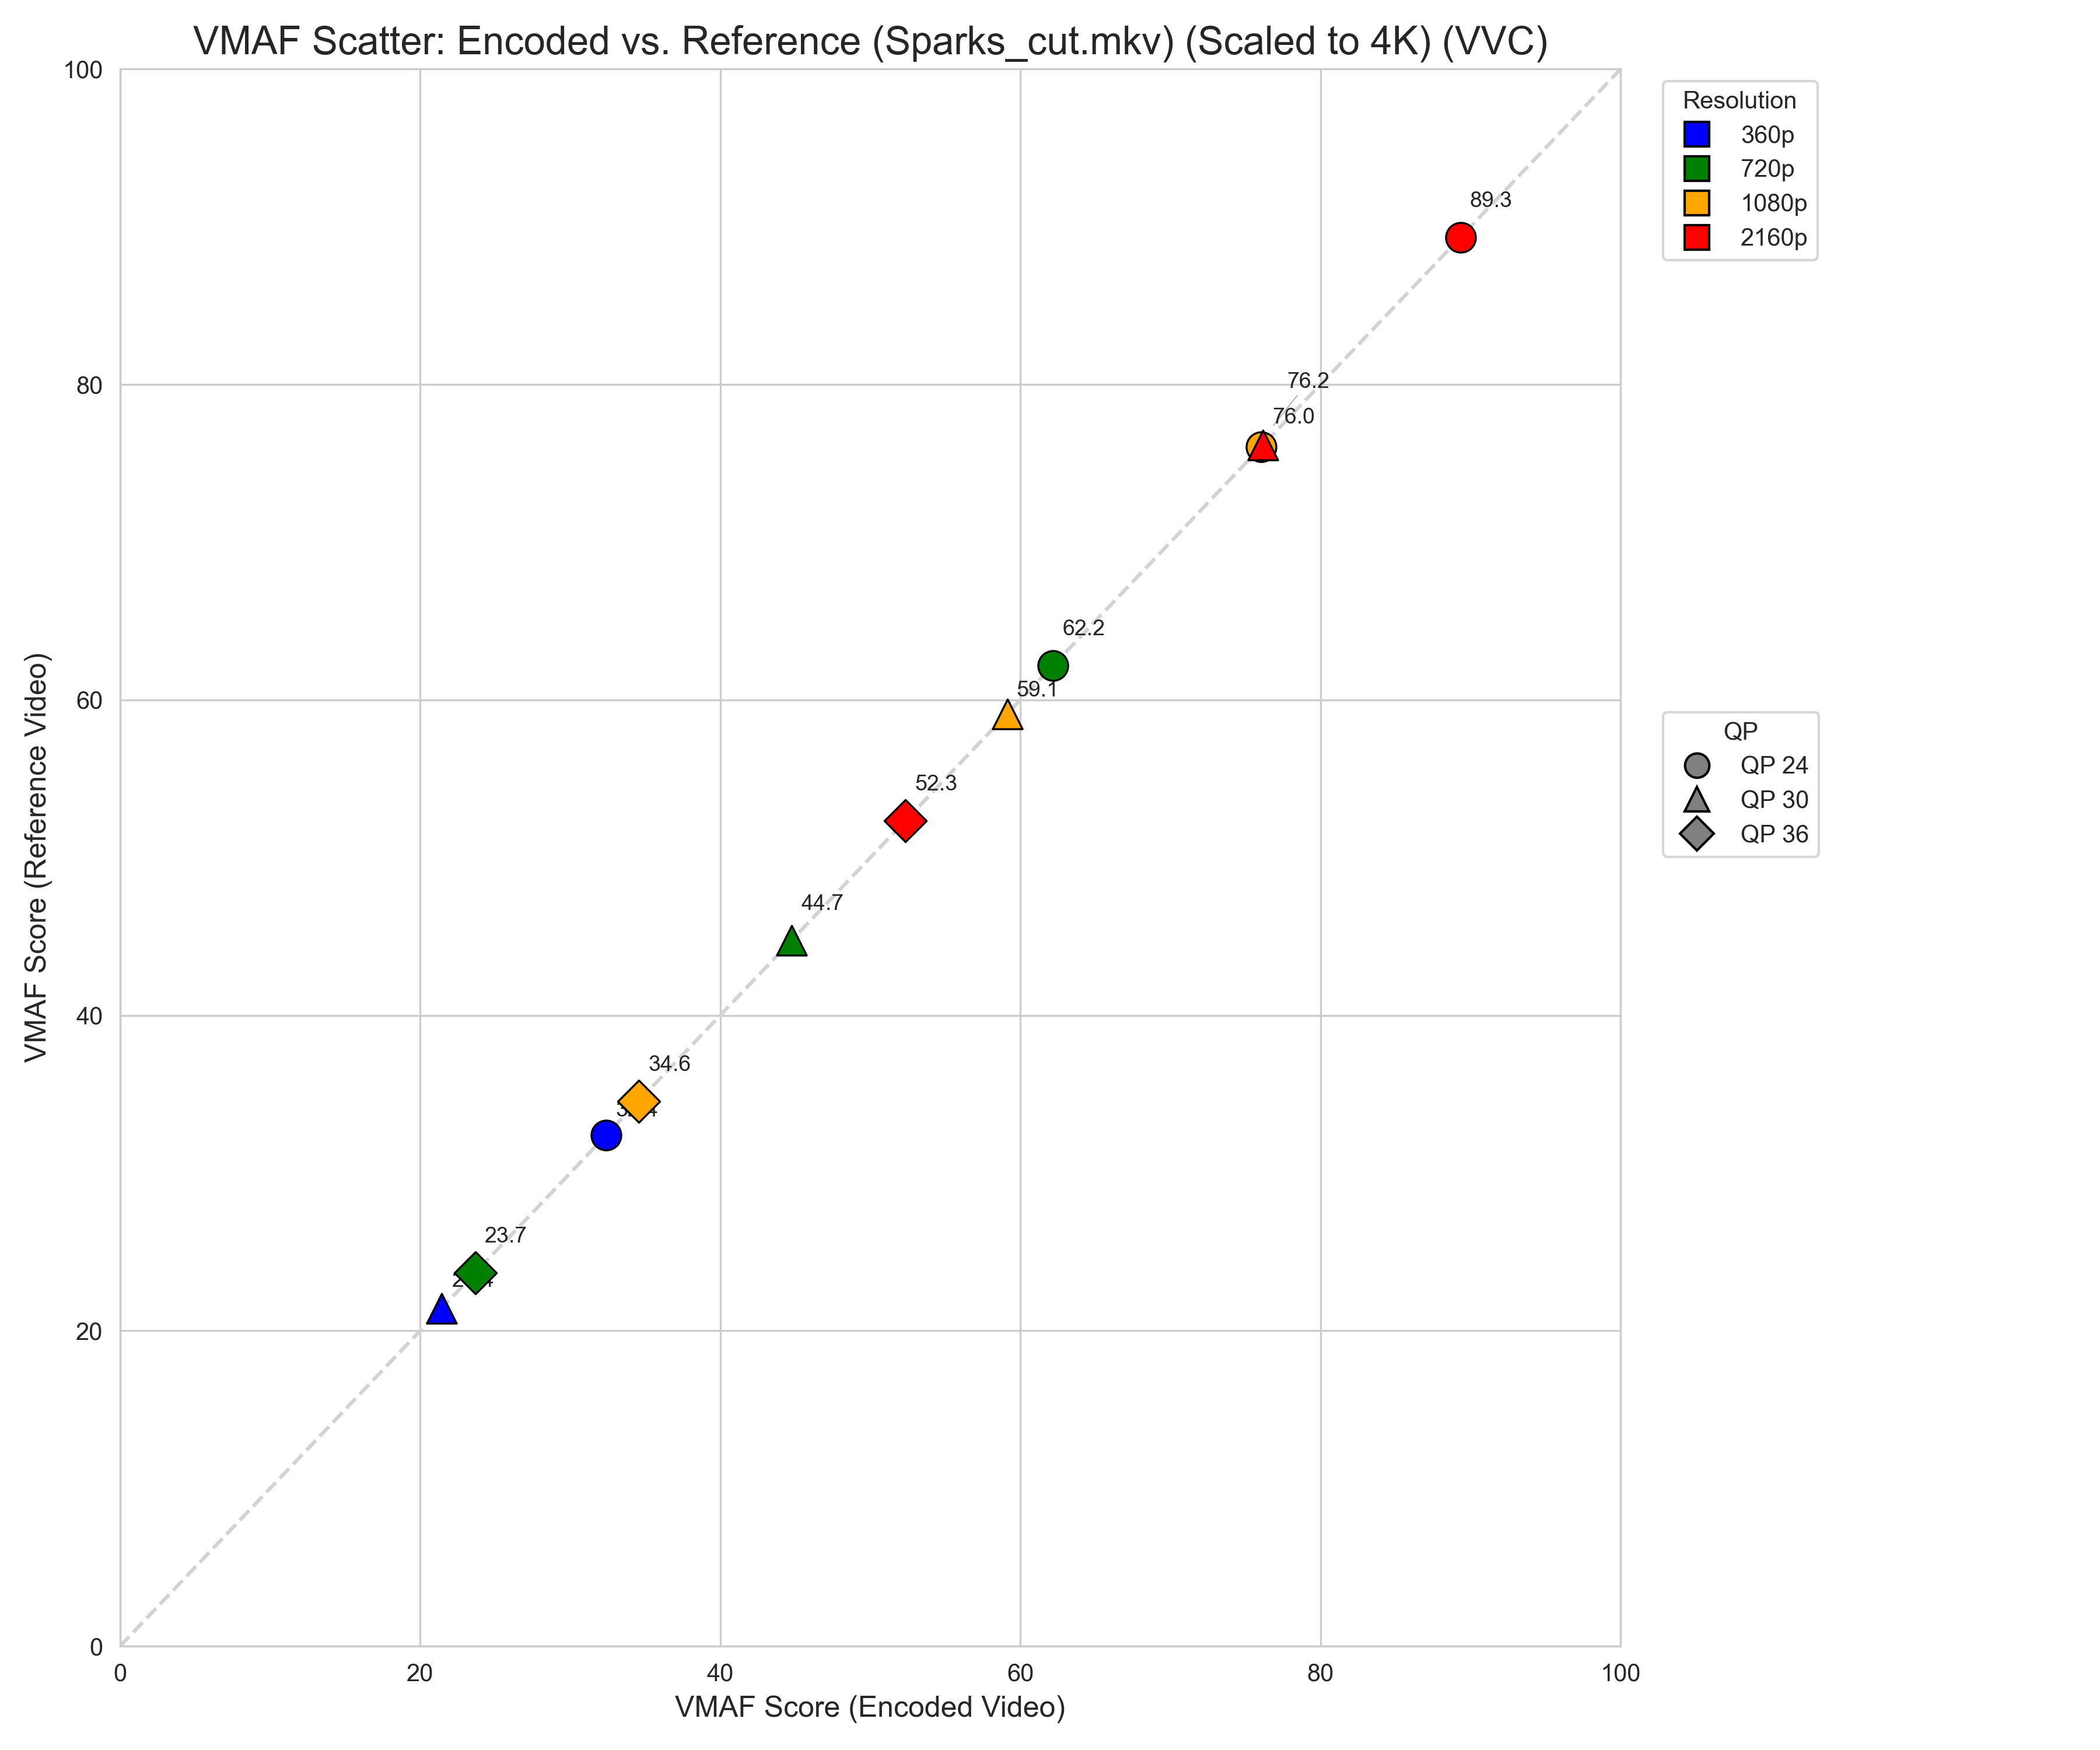 VMAF Scatter: Encoded vs. Reference (Sparks_cut.mkv) (Scaled to 4K) (VVC)
100
80
60
40
20
0
0
20
40
60
80
100
VMAF Score (Reference Video)
VMAF Score (Encoded Video)
89.3
76.2
76.0
62.2
59.1
52.3
44.7
34.6
23.7
Resolution
360p
720p
1080p
2160p
QP
QP 24
QP 30
QP 36